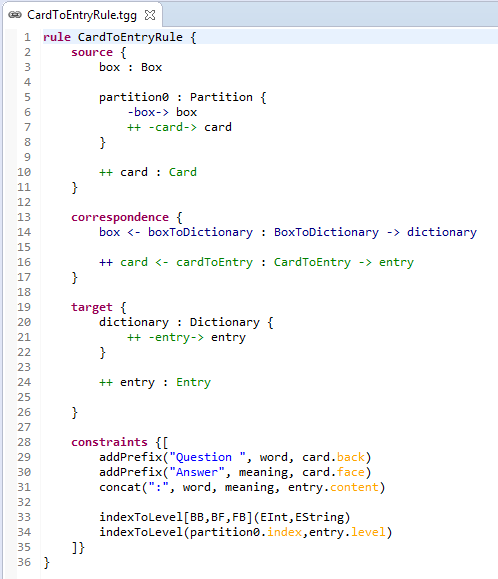 CardToEntryRule.tgg
1 rule CardToEntryRule {
2     source {
3         box : Box
4
5         partition0 : Partition {
6             -box-> box
7             ++ -card-> card
8         }
9
10         ++ card : Card
11     }
12
13     correspondence {
14         box <- boxToDictionary : BoxToDictionary -> dictionary
15
16         ++ card <- cardToEntry : CardToEntry -> entry
17     }
18
19     target {
20         dictionary : Dictionary {
21             ++ -entry-> entry
22         }
23
24         ++ entry : Entry
25
26     }
27
28     constraints {[
29         addPrefix("Question ", word, card.back)
30         addPrefix("Answer", meaning, card.face)
31         concat(":", word, meaning, entry.content)
32
33         indexToLevel[BB,BF,FB](EInt,EString)
34         indexToLevel(partition0.index,entry.level)
35     ]}
36 }